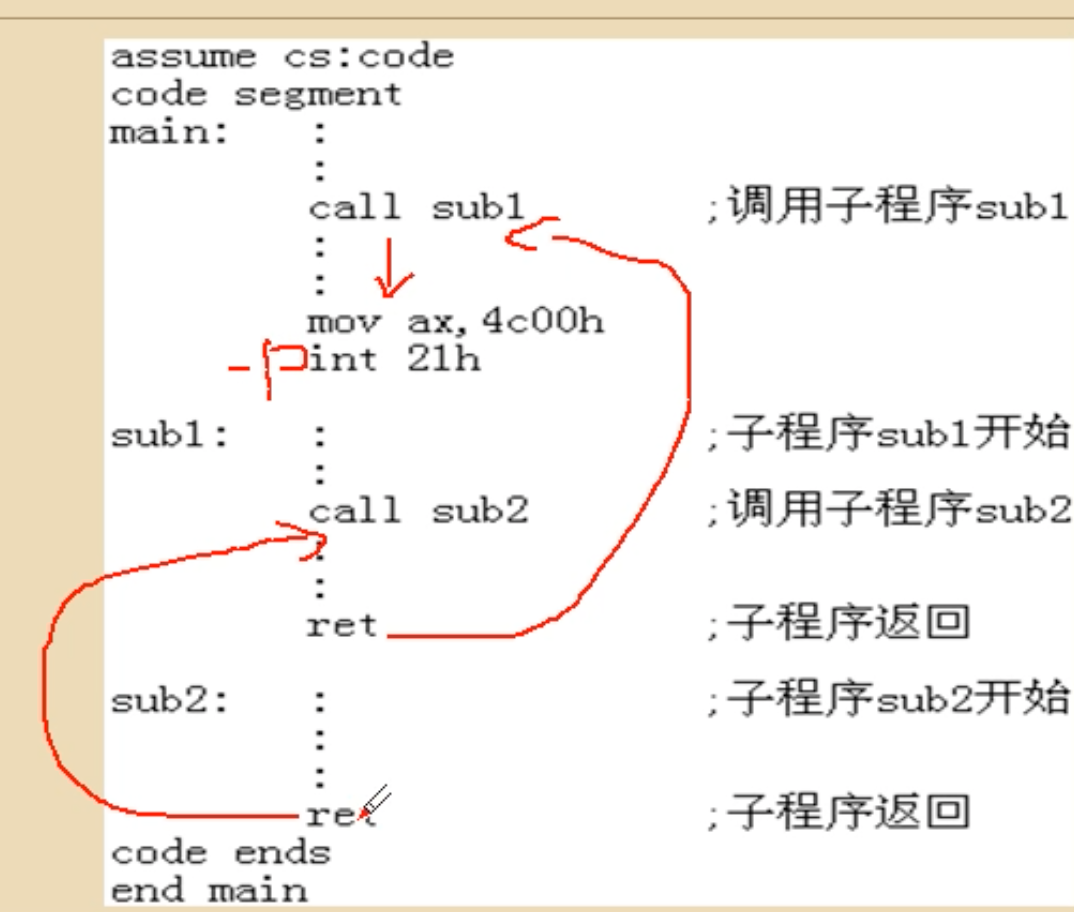 assume cs:code
code segment
main: :
:
call sub1 ;调用子程序sub1
:
:
mov ax,4c00h
int 21h
sub1: : ;子程序sub1开始
:
call sub2 ;调用子程序sub2
:
:
ret ;子程序返回
sub2: : ;子程序sub2开始
:
:
ret ;子程序返回
code ends
end main